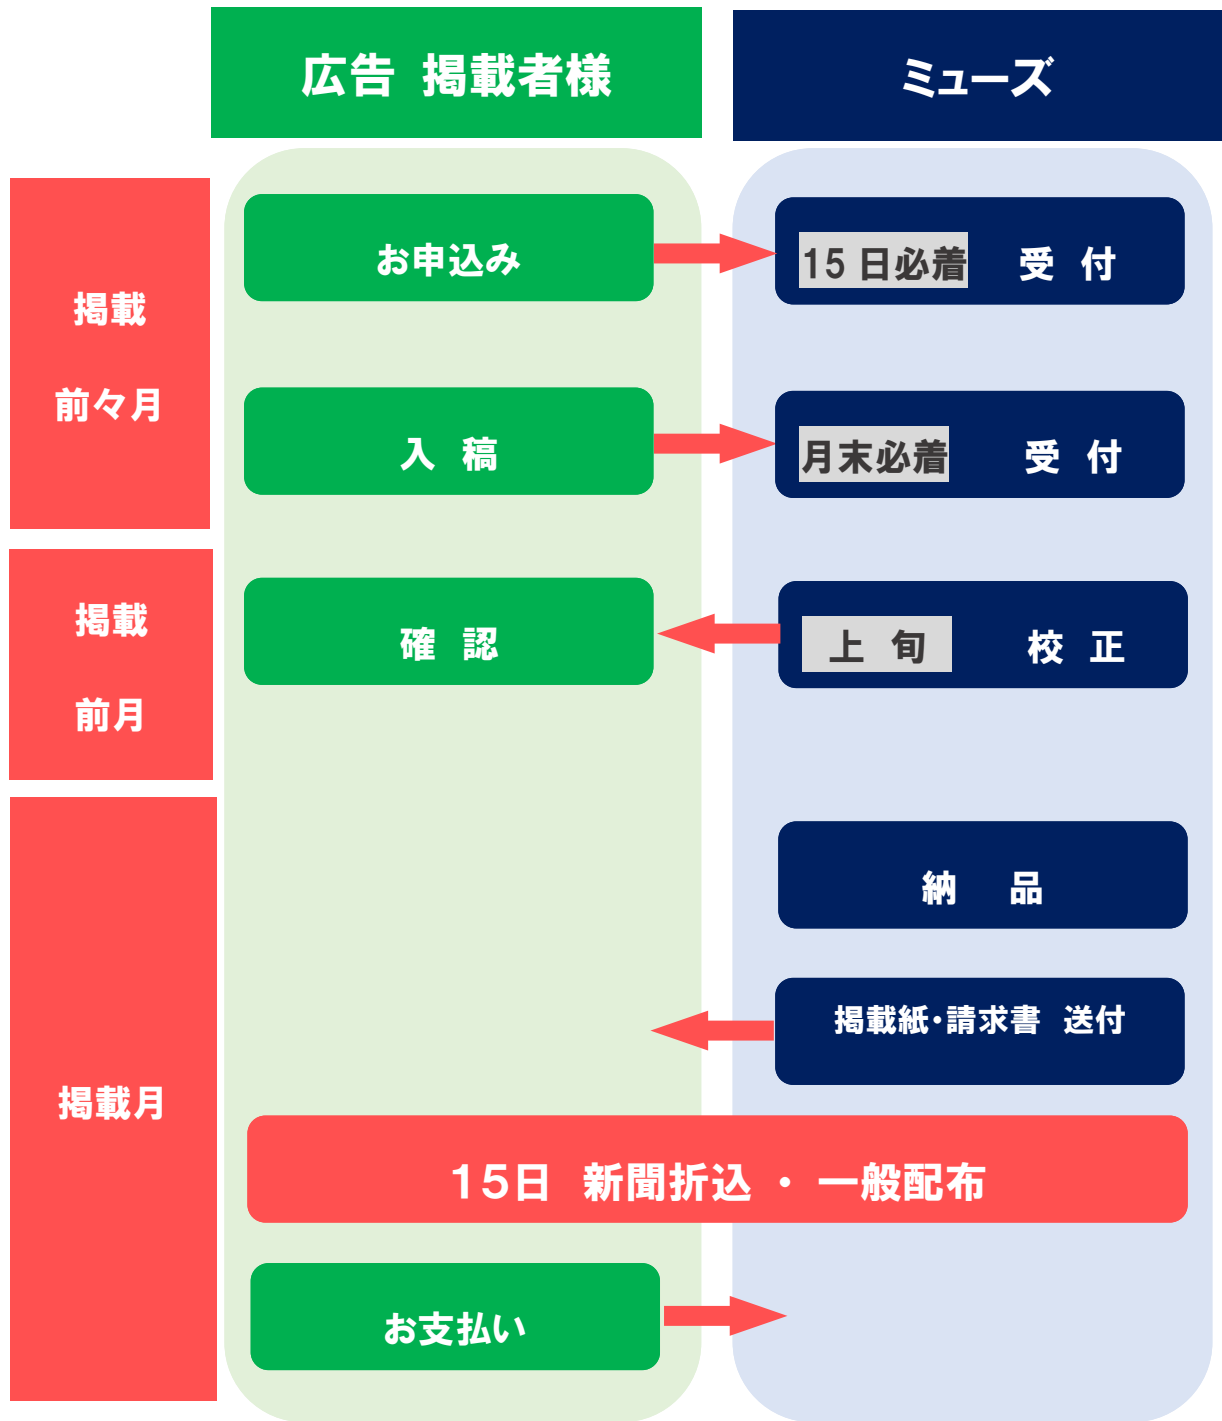 広告 掲載者様
ミューズ
掲載
前々月
お申込み
15日必着 受 付
入 稿
月末必着 受 付
掲載
前月
確 認
上 旬 校 正
掲載月
納 品
掲載紙・請求書 送付
15日 新聞折込 ・ 一般配布
お支払い